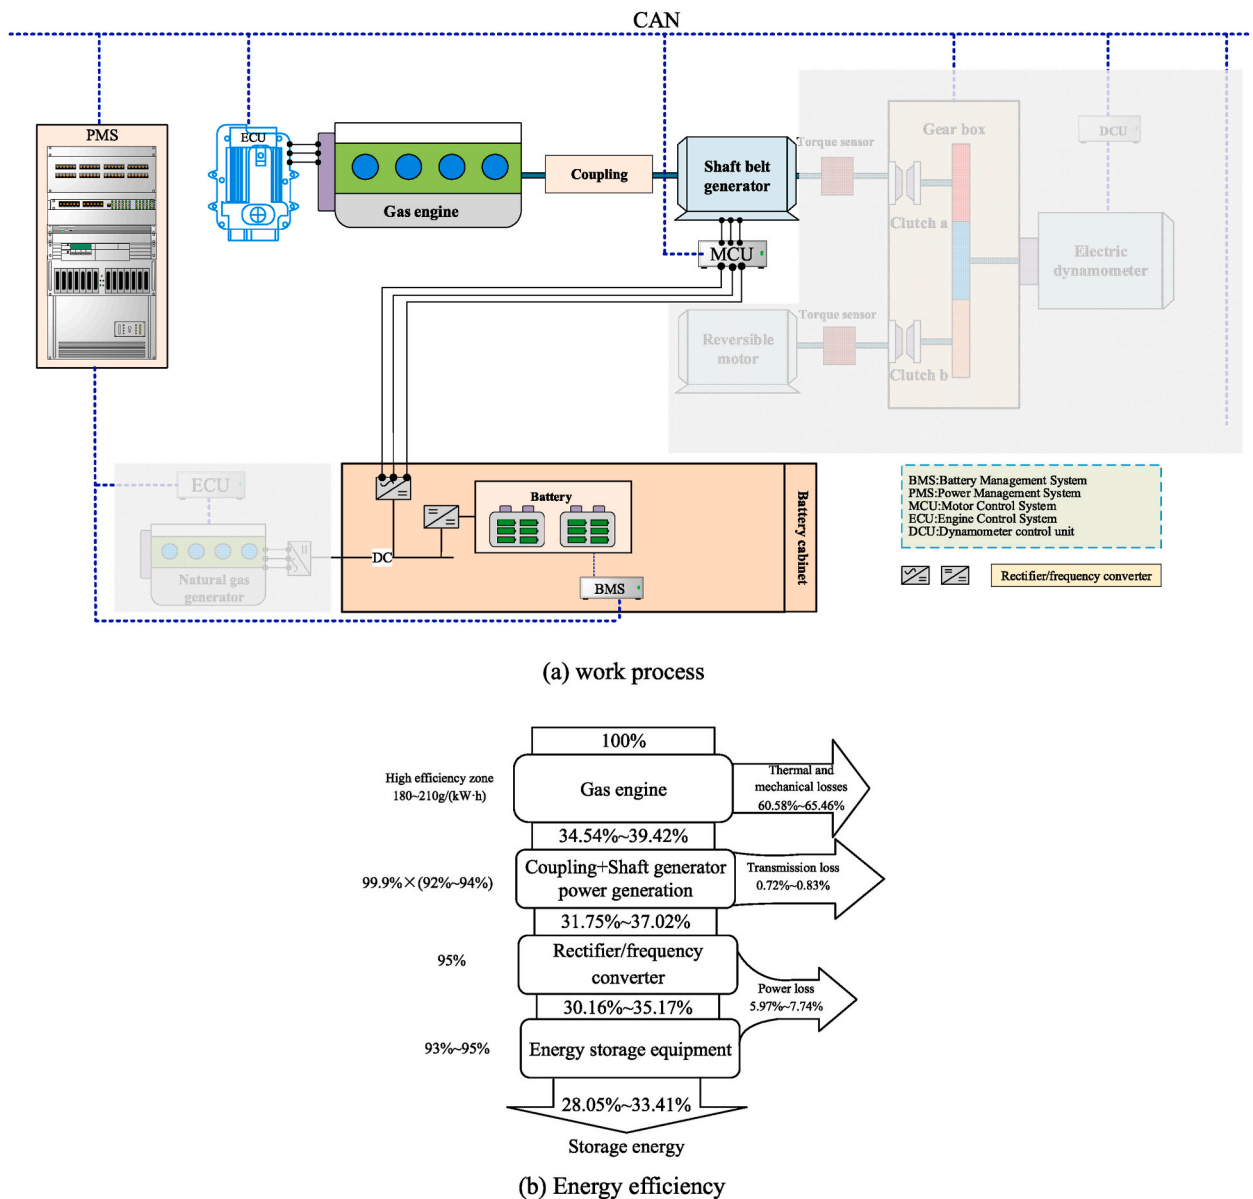 CAN
PMS
ECU
Gas engine
Coupling
Shaft belt
generator
MCU
Torque sensor
Gear box
DCU
Clutch a
Electric
dynamometer
Reversible
motor
Torque sensor
Clutch b
ECU
Natural gas
generator
DC
Battery
BMS
Battery cabinet
BMS:Battery Management System
PMS:Power Management System
MCU:Motor Control System
ECU:Engine Control System
DCU:Dynamometer control unit
Rectifier/frequency converter
(a) work process
100%
High efficiency zone
180~210g/(kW·h)
Gas engine
Thermal and
mechanical losses
60.58%~65.46%
34.54%~39.42%
99.9%×(92%~94%)
Coupling+Shaft generator
power generation
Transmission loss
0.72%~0.83%
31.75%~37.02%
95%
Rectifier/frequency
converter
Power loss
5.97%~7.74%
30.16%~35.17%
93%~95%
Energy storage equipment
28.05%~33.41%
Storage energy
(b) Energy efficiency